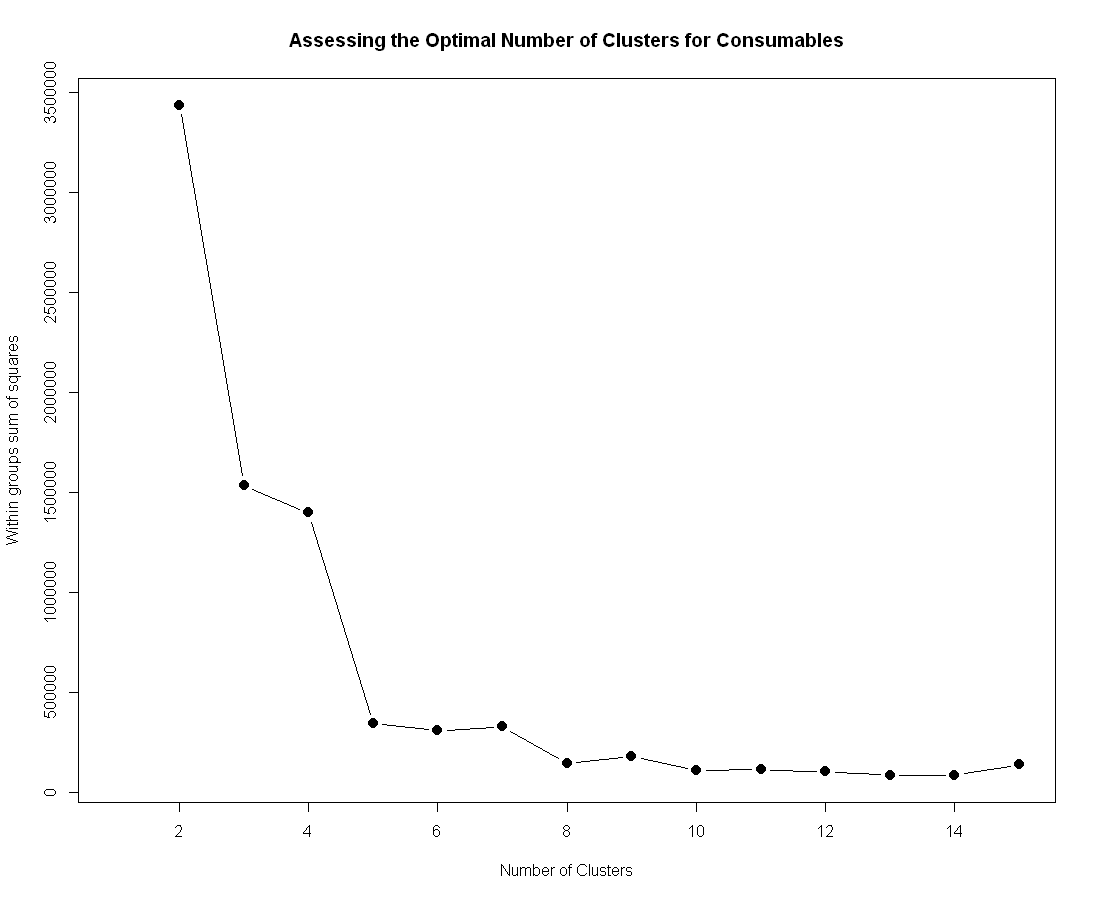 Assessing the Optimal Number of Clusters for Consumables
Within groups sum of squares
3500000
3000000
2500000
2000000
1500000
1000000
500000
0
2 4 6 8 10 12 14
Number of Clusters